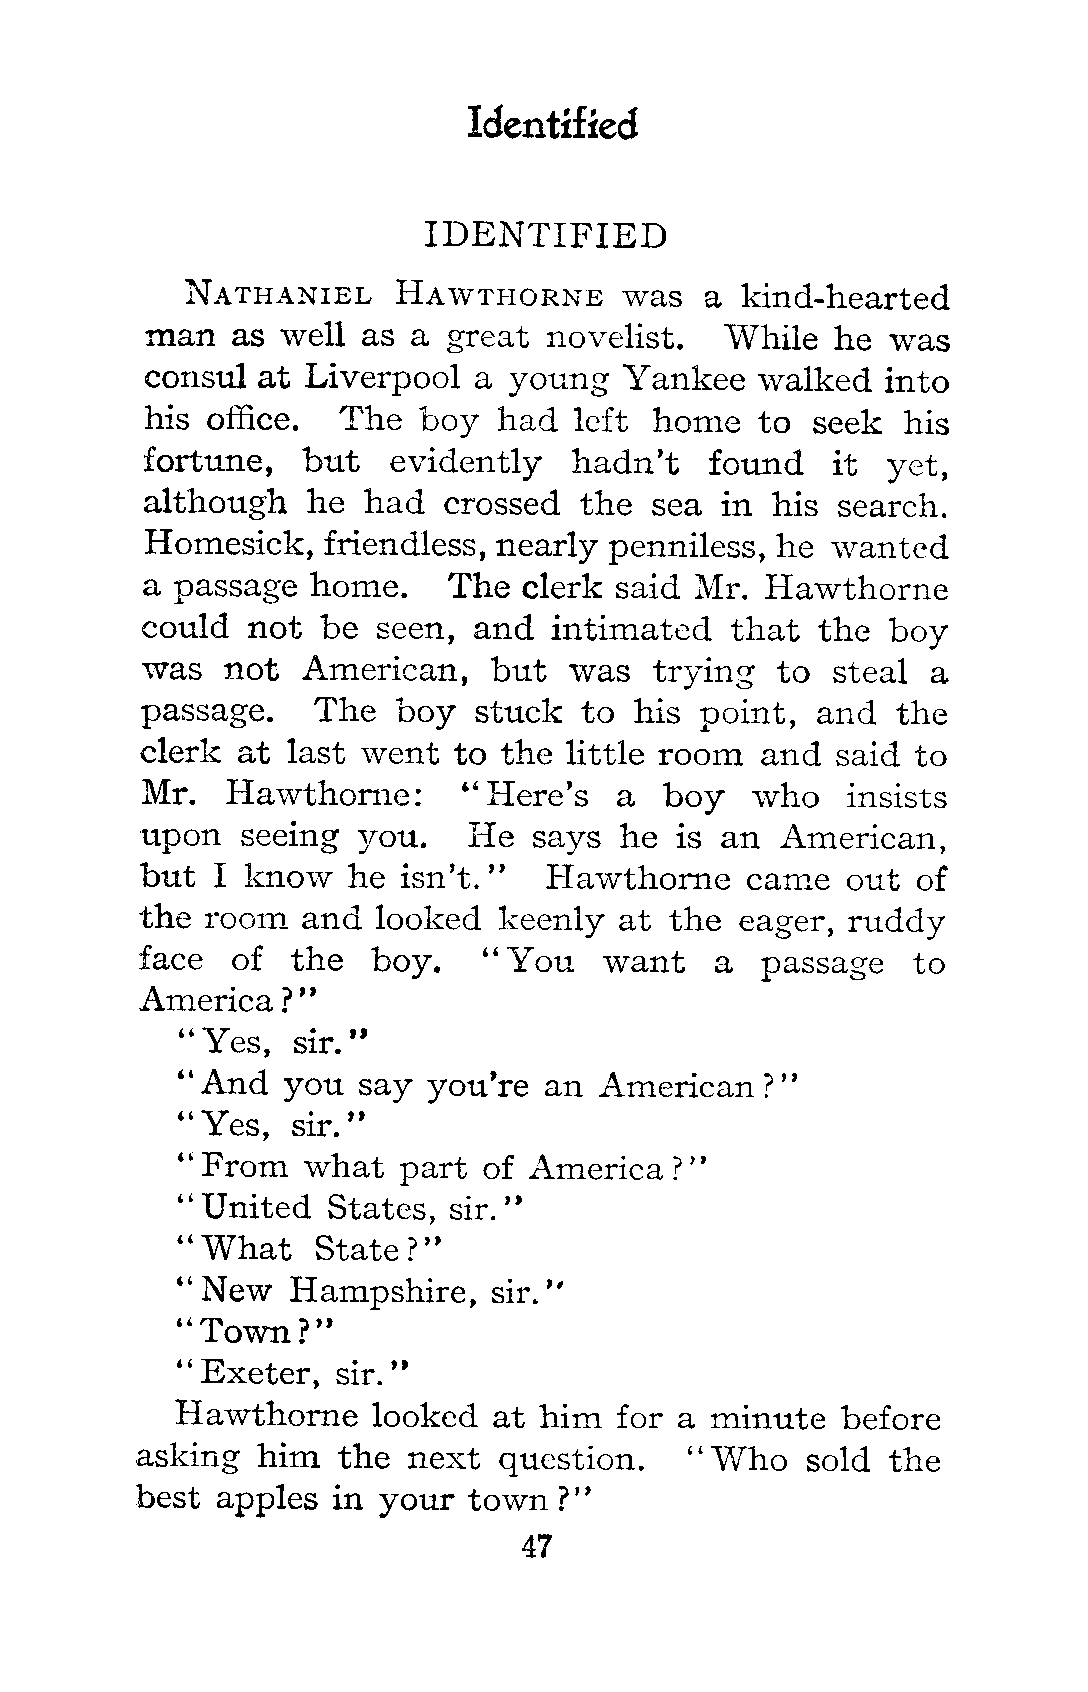 Identified
IDENTIFIED
NATHANIEL HAWTHORNE was a kind-hearted
man as well as a great novelist. While he was
consul at Liverpool a young Yankee walked into
his office. The boy had left home to seek his
fortune, but evidently hadn't found it yet,
although he had crossed the sea in his search.
Homesick, friendless, nearly penniless, he wanted
a passage home. The clerk said Mr. Hawthorne
could not be seen, and intimated that the boy
was not American, but was trying to steal a
passage. The boy stuck to his point, and the
clerk at last went to the little room and said to
Mr. Hawthorne: "Here's a boy who insists
upon seeing you. He says he is an American,
but I know he isn't." Hawthorne came out of
the room and looked keenly at the eager, ruddy
face of the boy. "You want a passage to
America?"
"Yes, sir."
"And you say you're an American?"
"Yes, sir."
"From what part of America?"
"United States, sir."
"What State?"
"New Hampshire, sir."
"Town?"
"Exeter, sir."
Hawthorne looked at him for a minute before
asking him the next question. "Who sold the
best apples in your town?"
47